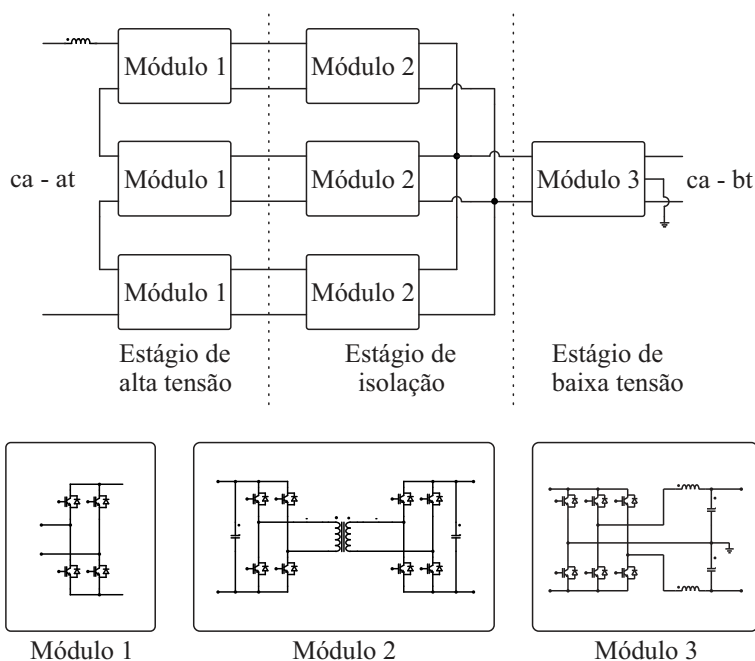 Módulo 1
Módulo 2
ca - at
Módulo 1
Módulo 2
Módulo 3
ca - bt
Módulo 1
Módulo 2
Estágio de
alta tensão
Estágio de
isolação
Estágio de
baixa tensão
Módulo 1
Módulo 2
Módulo 3